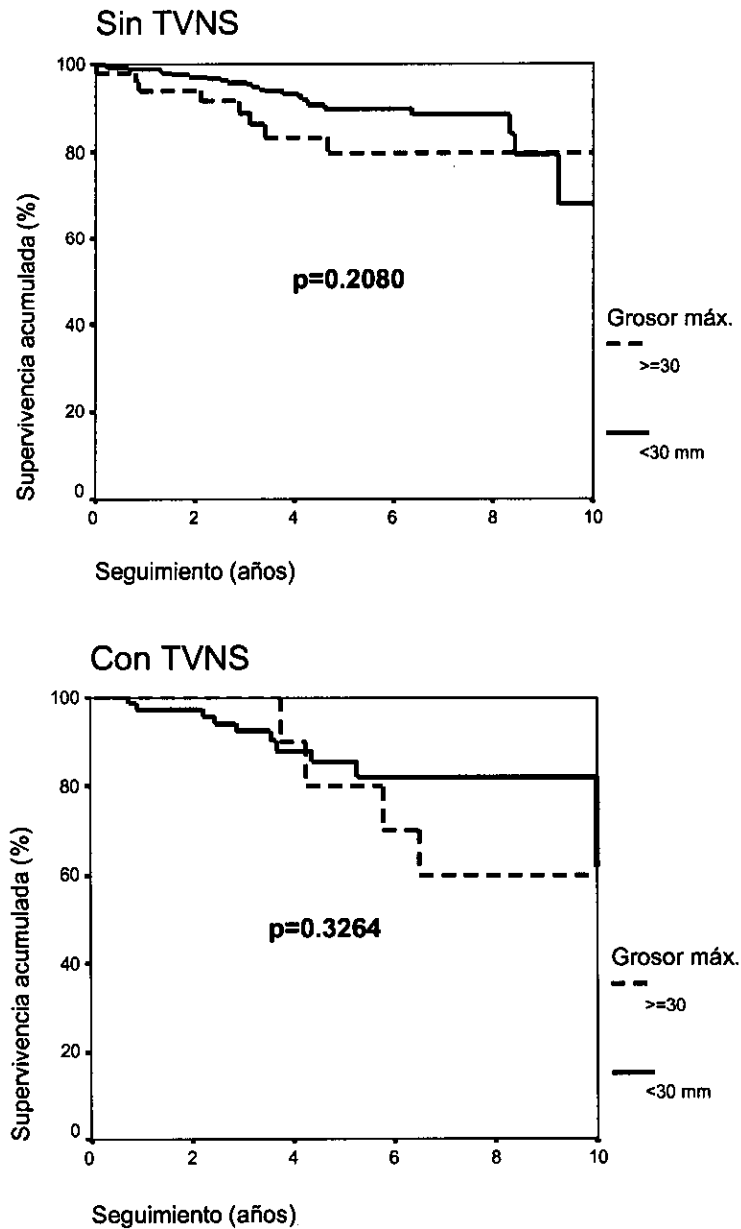 Sin TVNS
Supervivencia acumulada (%)
100
80
60
40
20
0
p=0.2080
0 2 4 6 8 10
Seguimiento (años)
Grosor máx.
>=30
<30 mm
Con TVNS
Supervivencia acumulada (%)
100
80
60
40
20
0
p=0.3264
0 2 4 6 8 10
Seguimiento (años)
Grosor máx.
>=30
<30 mm